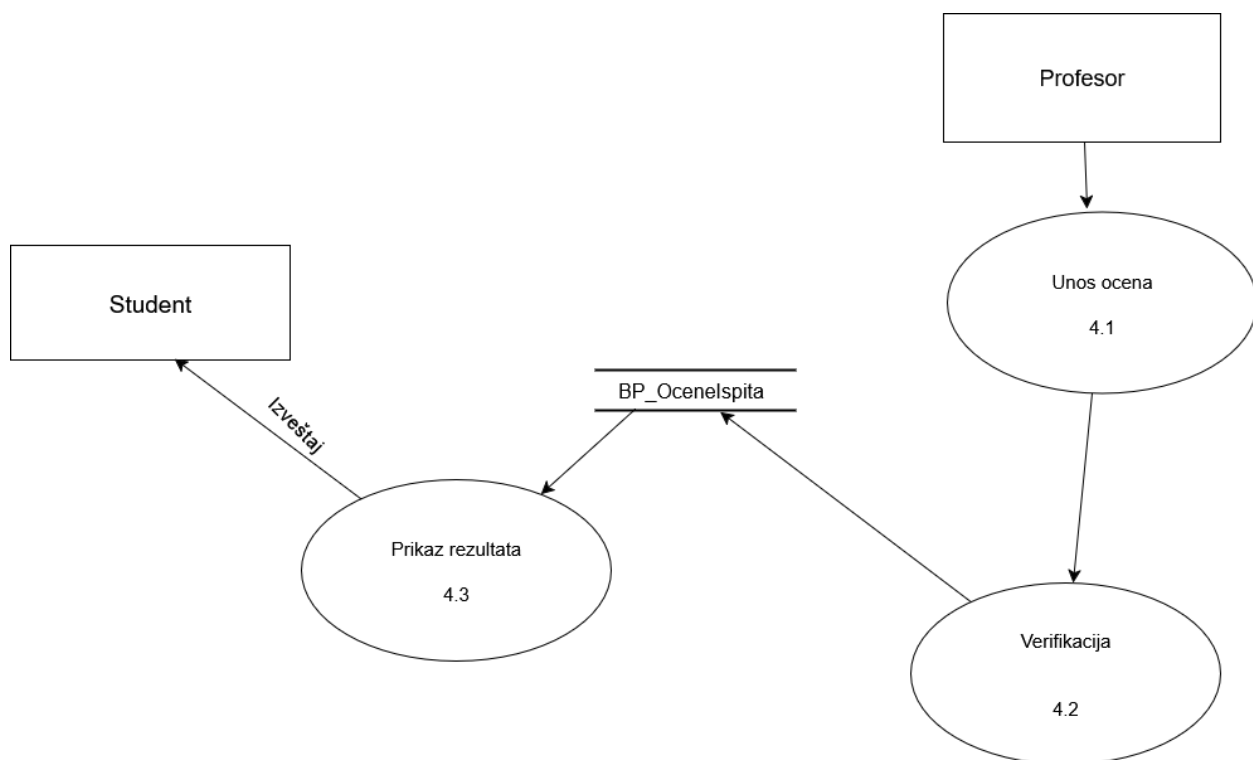 Profesor
Unos ocena
4.1
Student
BP_OceneIspita
Izveštaj
Prikaz rezultata
4.3
Verifikacija
4.2